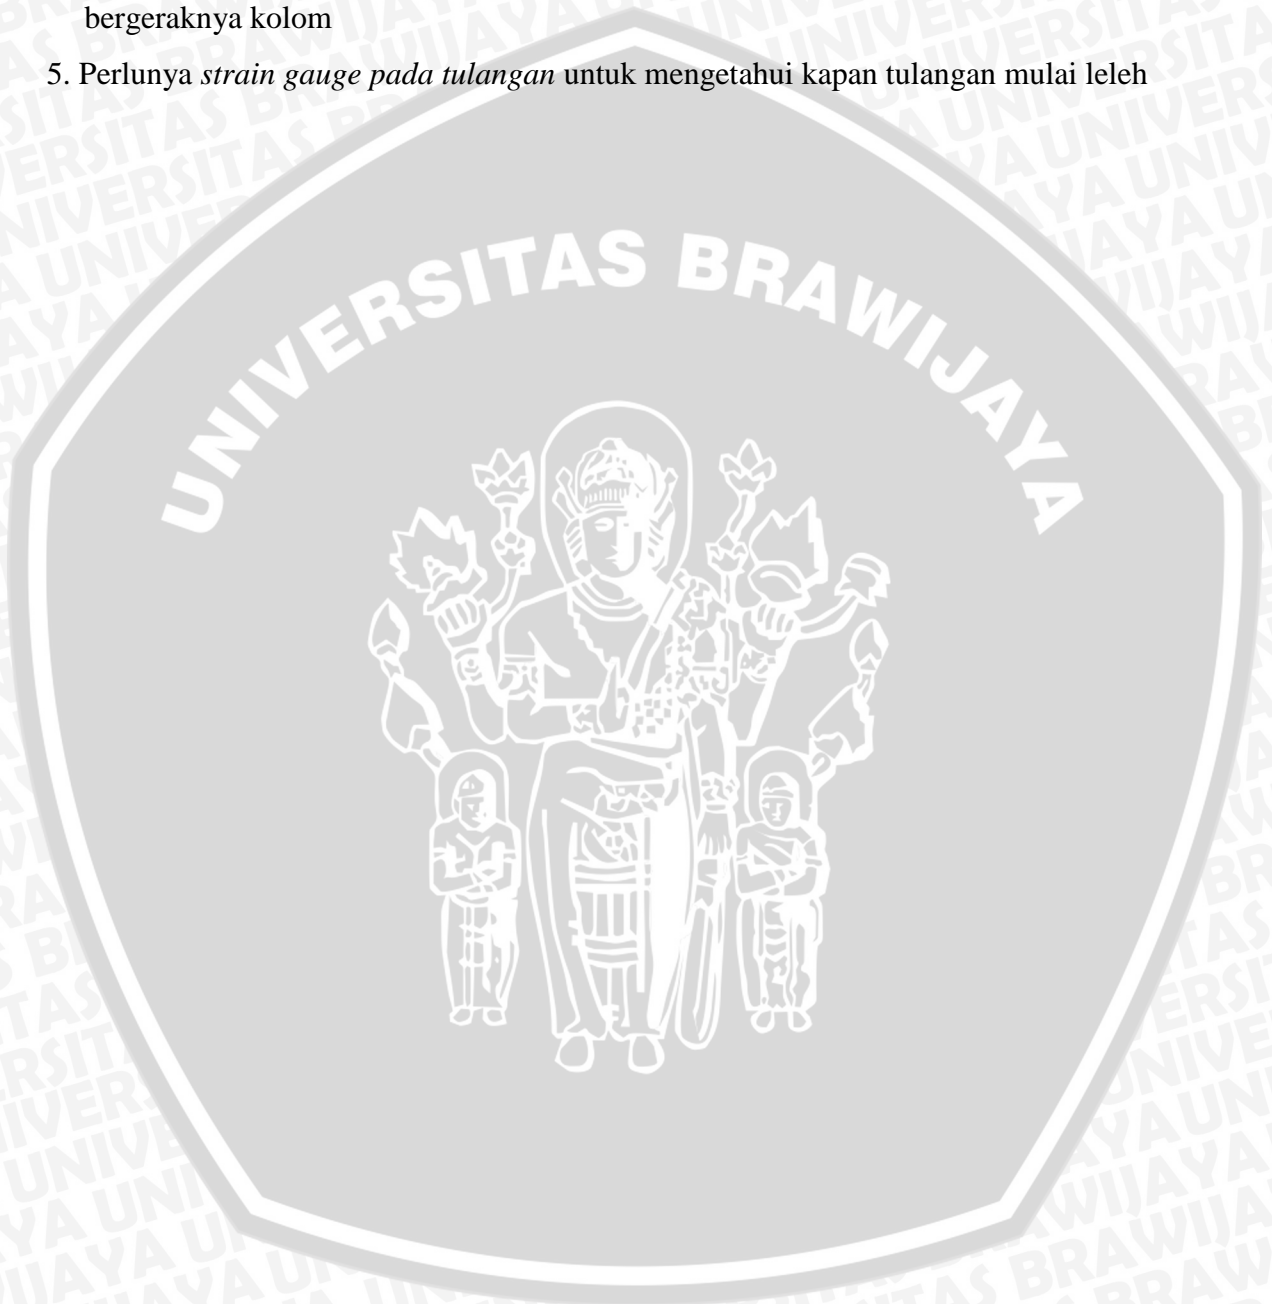 bergeraknya kolom
5. Perlunya strain gauge pada tulangan untuk mengetahui kapan tulangan mulai leleh
UNIVERSITAS BRAWIJAYA